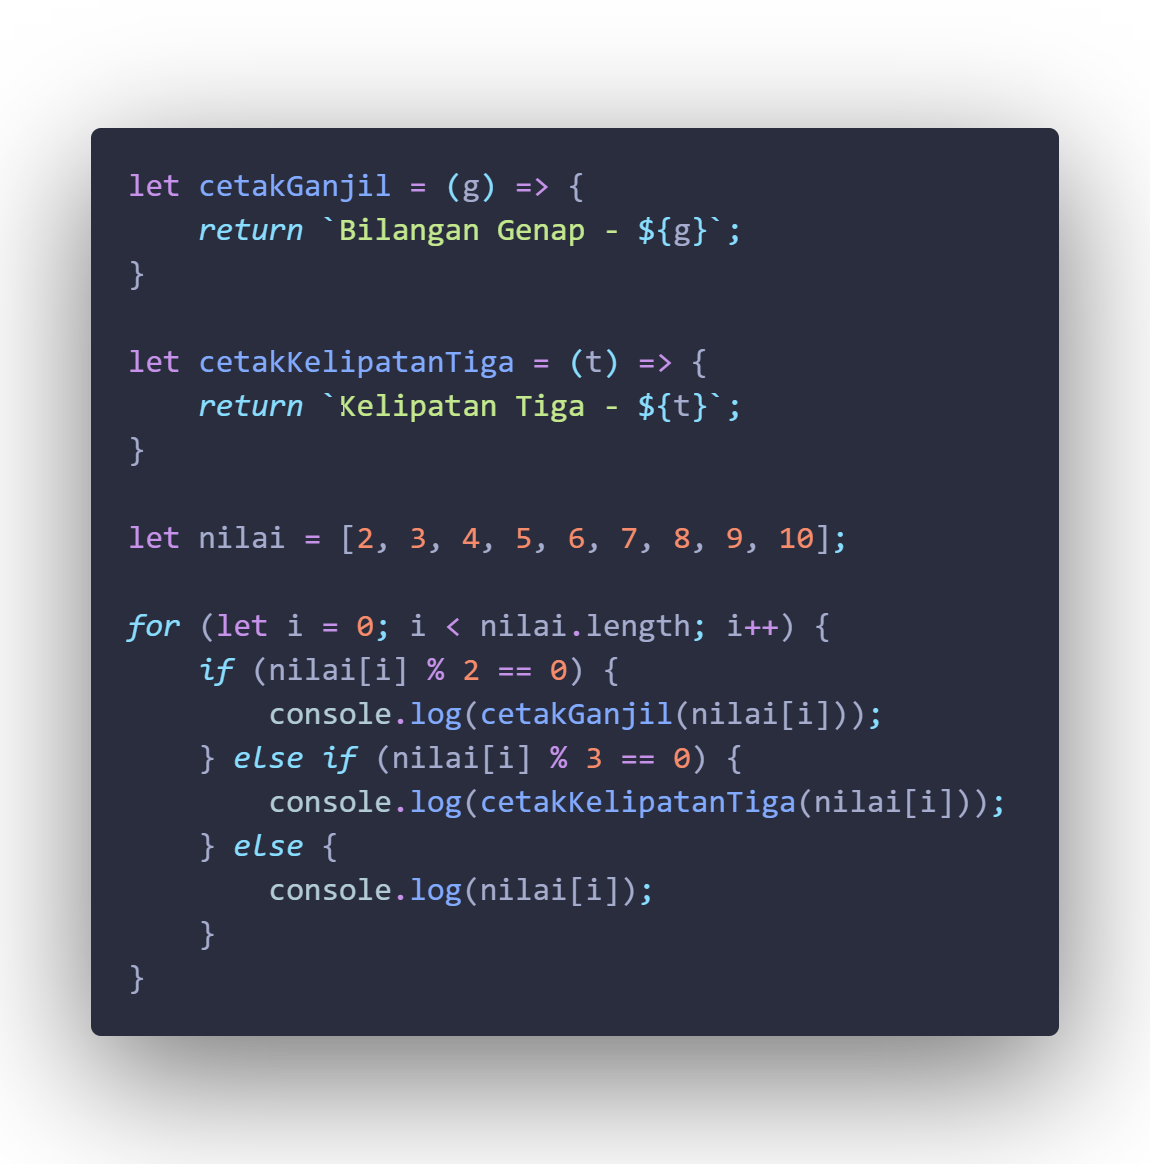 let cetakGanjil = (g) => {
    return `Bilangan Genap - ${g}`;
}

let cetakKelipatanTiga = (t) => {
    return `Kelipatan Tiga - ${t}`;
}

let nilai = [2, 3, 4, 5, 6, 7, 8, 9, 10];

for (let i = 0; i < nilai.length; i++) {
    if (nilai[i] % 2 == 0) {
        console.log(cetakGanjil(nilai[i]));
    } else if (nilai[i] % 3 == 0) {
        console.log(cetakKelipatanTiga(nilai[i]));
    } else {
        console.log(nilai[i]);
    }
}